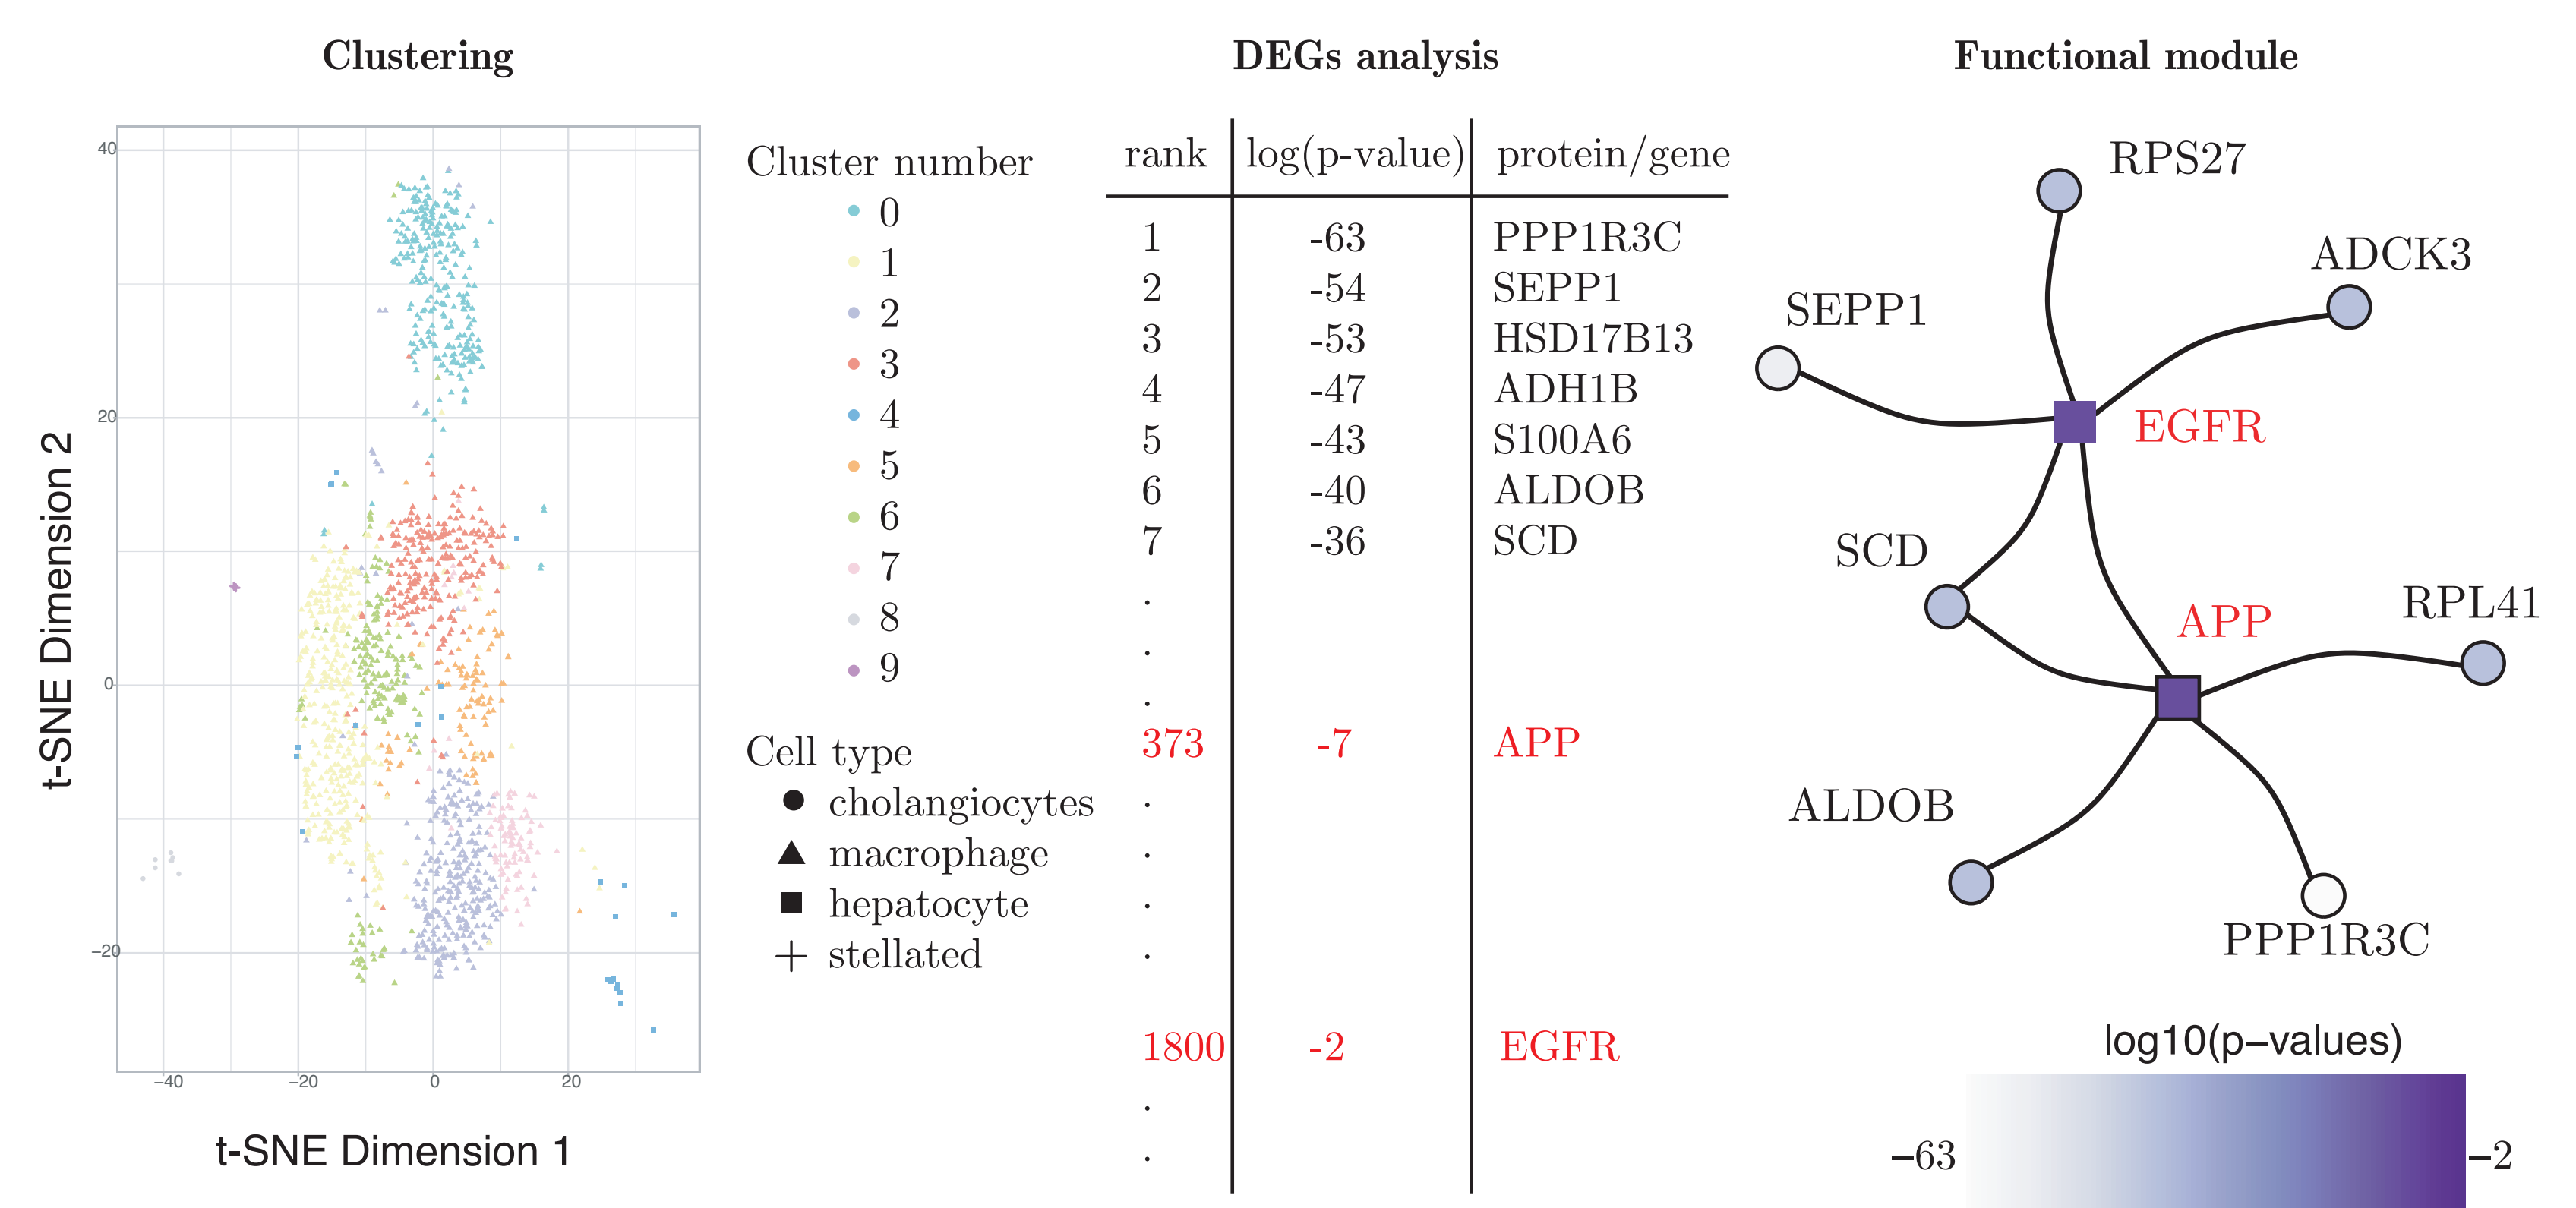 Clustering
t-SNE Dimension 2
40
20
0
−20
−40
−20
0
20
t-SNE Dimension 1
Cluster number
0
1
2
3
4
5
6
7
8
9
Cell type
cholangiocytes
macrophage
hepatocyte
stellated
DEGs analysis
rank log(p-value) protein/gene
1 -63 PPP1R3C
2 -54 SEPP1
3 -53 HSD17B13
4 -47 ADH1B
5 -43 S100A6
6 -40 ALDOB
7 -36 SCD
.
.
.
373 -7 APP
.
.
.
.
1800 -2 EGFR
.
.
Functional module
RPS27
ADCK3
SEPP1
EGFR
SCD
APP
RPL41
ALDOB
PPP1R3C
log10(p−values)
−63
−2